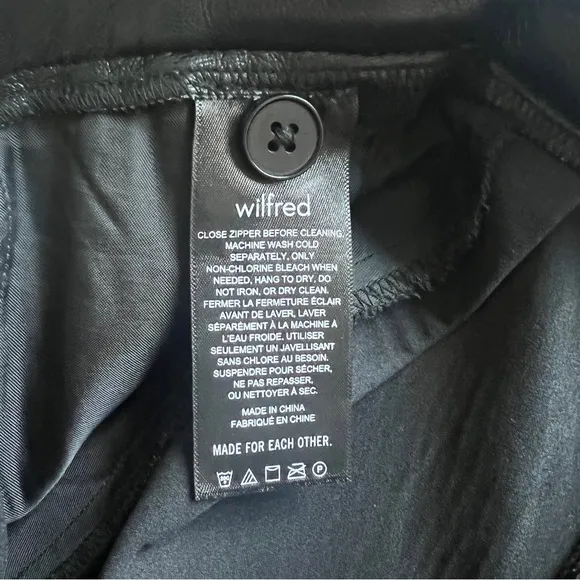 wilfred
CLOSE ZIPPER BEFORE CLEANING,
MACHINE WASH COLD
SEPARATELY, ONLY
NON-CHLORINE BLEACH WHEN
NEEDED, HANG TO DRY, DO
NOT IRON, OR DRY CLEAN.
FERMER LA FERMETURE ÉCLAIR
AVANT DE LAVER, LAVER
SÉPARÉMENT À LA MACHINE À
L'EAU FROIDE. UTILISER
SEULEMENT UN JAVELLISANT
SANS CHLORE AU BESOIN.
SUSPENDRE POUR SÉCHER,
NE PAS REPASSER,
OU NETTOYER À SEC.
MADE IN CHINA
FABRIQUÉ EN CHINE
MADE FOR EACH OTHER.
P